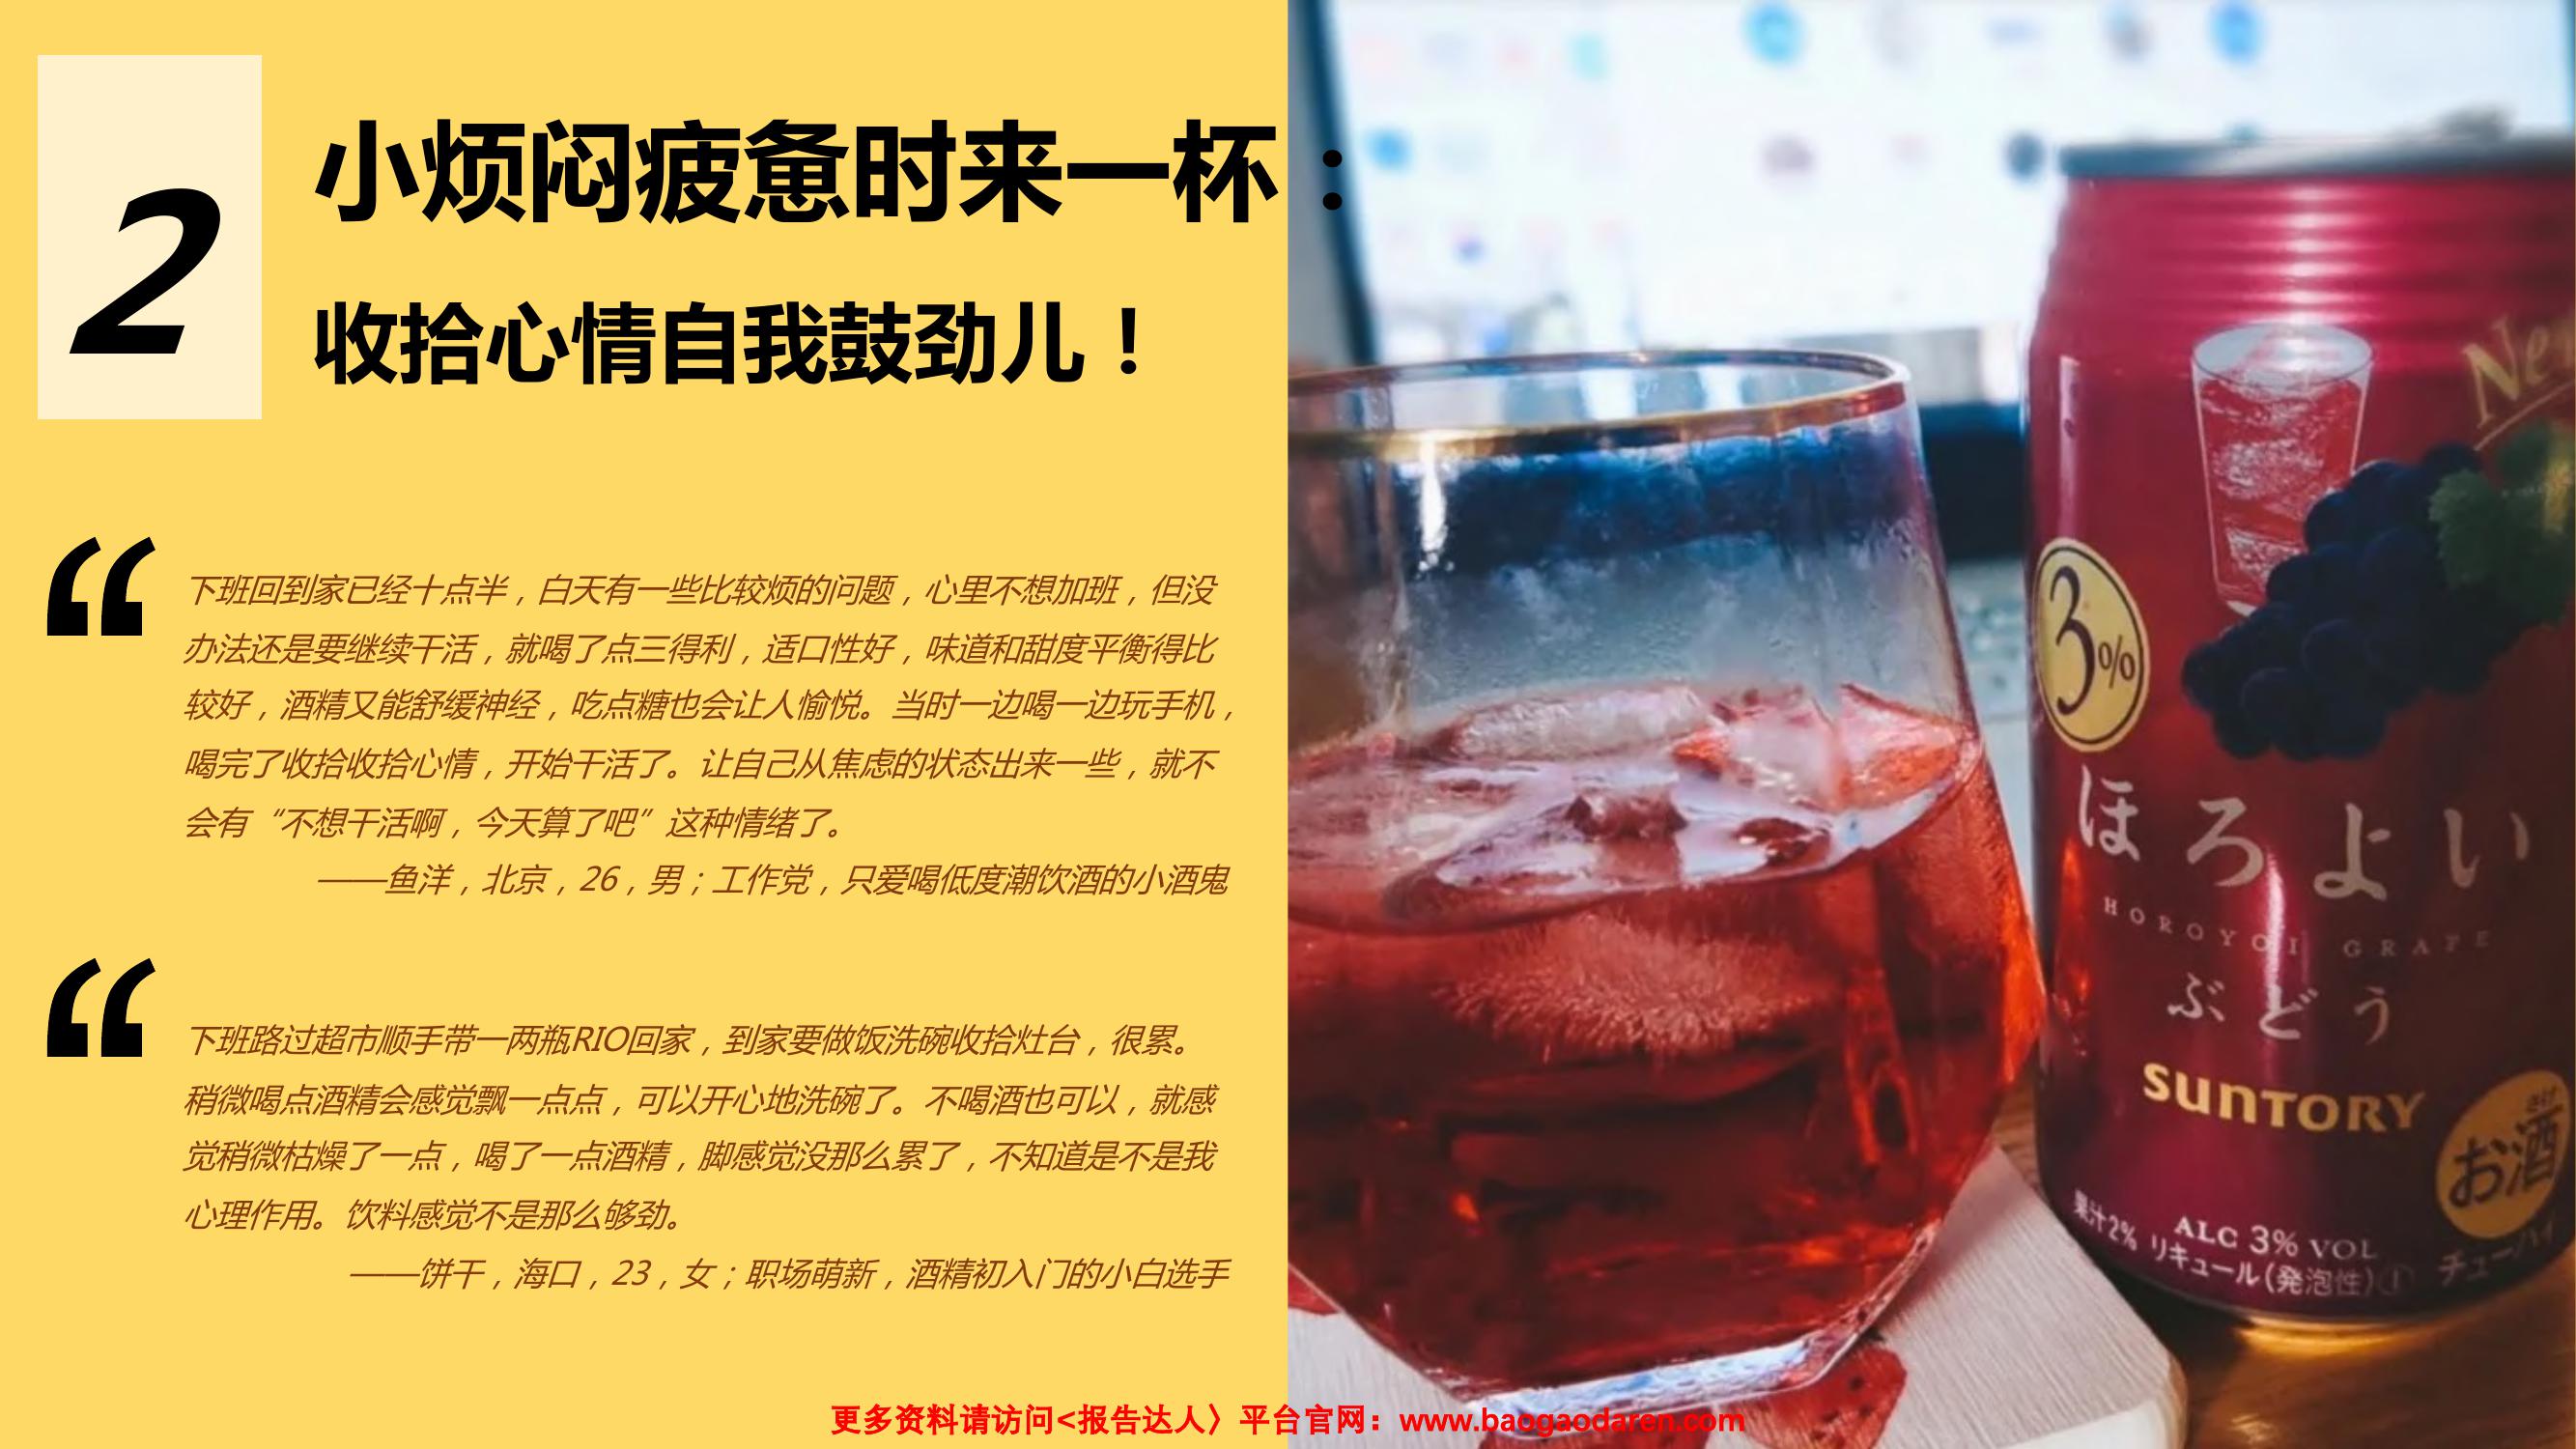 2
小烦闷疲惫时来一杯：
收拾心情自我鼓劲儿！
“
下班回到家已经十点半，白天有一些比较烦的问题，心里不想加班，但没
办法还是要继续干活，就喝了点三得利，适口性好，味道和甜度平衡得比
较好，酒精又能舒缓神经，吃点糖也会让人愉悦。当时一边喝一边玩手机，
喝完了收拾收拾心情，开始干活了。让自己从焦虑的状态出来一些，就不
会有“不想干活啊，今天算了吧”这种情绪了。
——鱼洋，北京，26，男；工作党，只爱喝低度潮饮酒的小酒鬼
“
下班路过超市顺手带一两瓶RIO回家，到家要做饭洗碗收拾灶台，很累。
稍微喝点酒精会感觉飘一点点，可以开心地洗碗了。不喝酒也可以，就感
觉稍微枯燥了一点，喝了一点酒精，脚感觉没那么累了，不知道是不是我
心理作用。饮料感觉不是那么够劲。
——饼干，海口，23，女；职场萌新，酒精初入门的小白选手
3%
ほろよい
HOROYOI GRAPE
ぶどう
SUNTORY
お酒
果汁2% ALC 3% VOL
リキュール(発泡性)① チューハイ
更多资料请访问<报告达人〉平台官网：www.baogaodaren.com